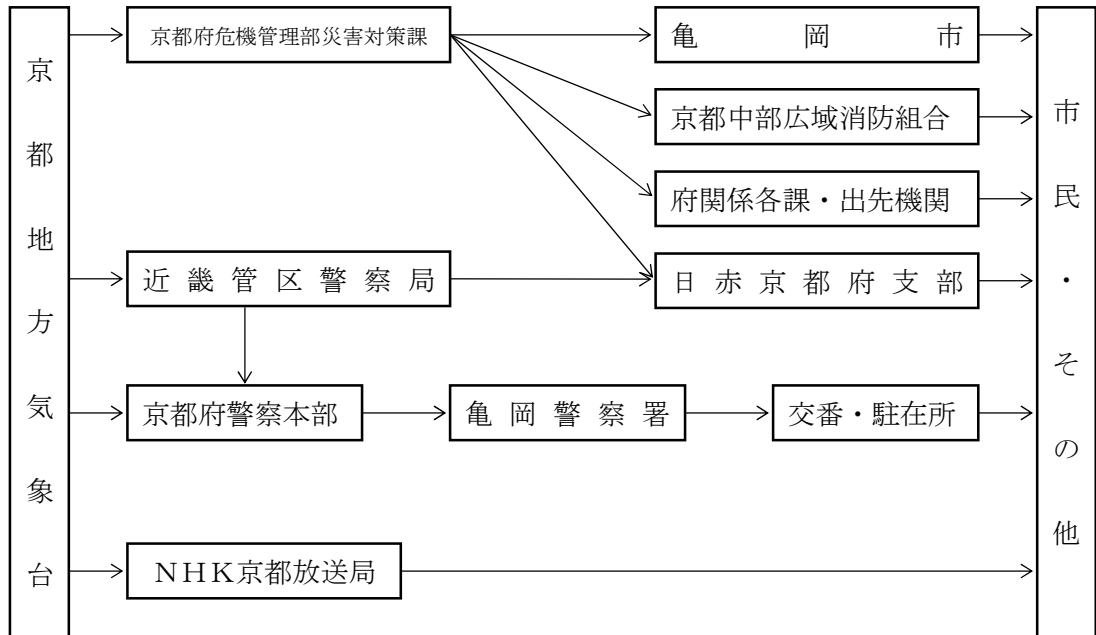 京都地方気象台
京都府危機管理部災害対策課
亀岡市
京都中部広域消防組合
府関係各課・出先機関
近畿管区警察局
日赤京都府支部
京都府警察本部
亀岡警察署
交番・駐在所
NHK京都放送局
市民・その他